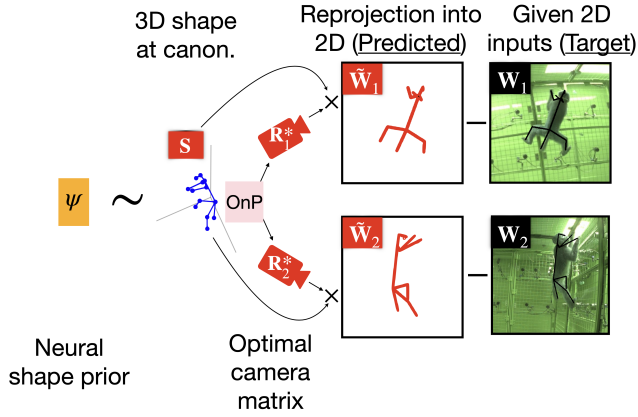 3D shape
at canon.
Reprojection into
2D (Predicted)
Given 2D
inputs (Target)
S
R*1
W̃1
W1
ψ
~
OnP
R*2
W̃2
W2
Neural
shape prior
Optimal
camera
matrix